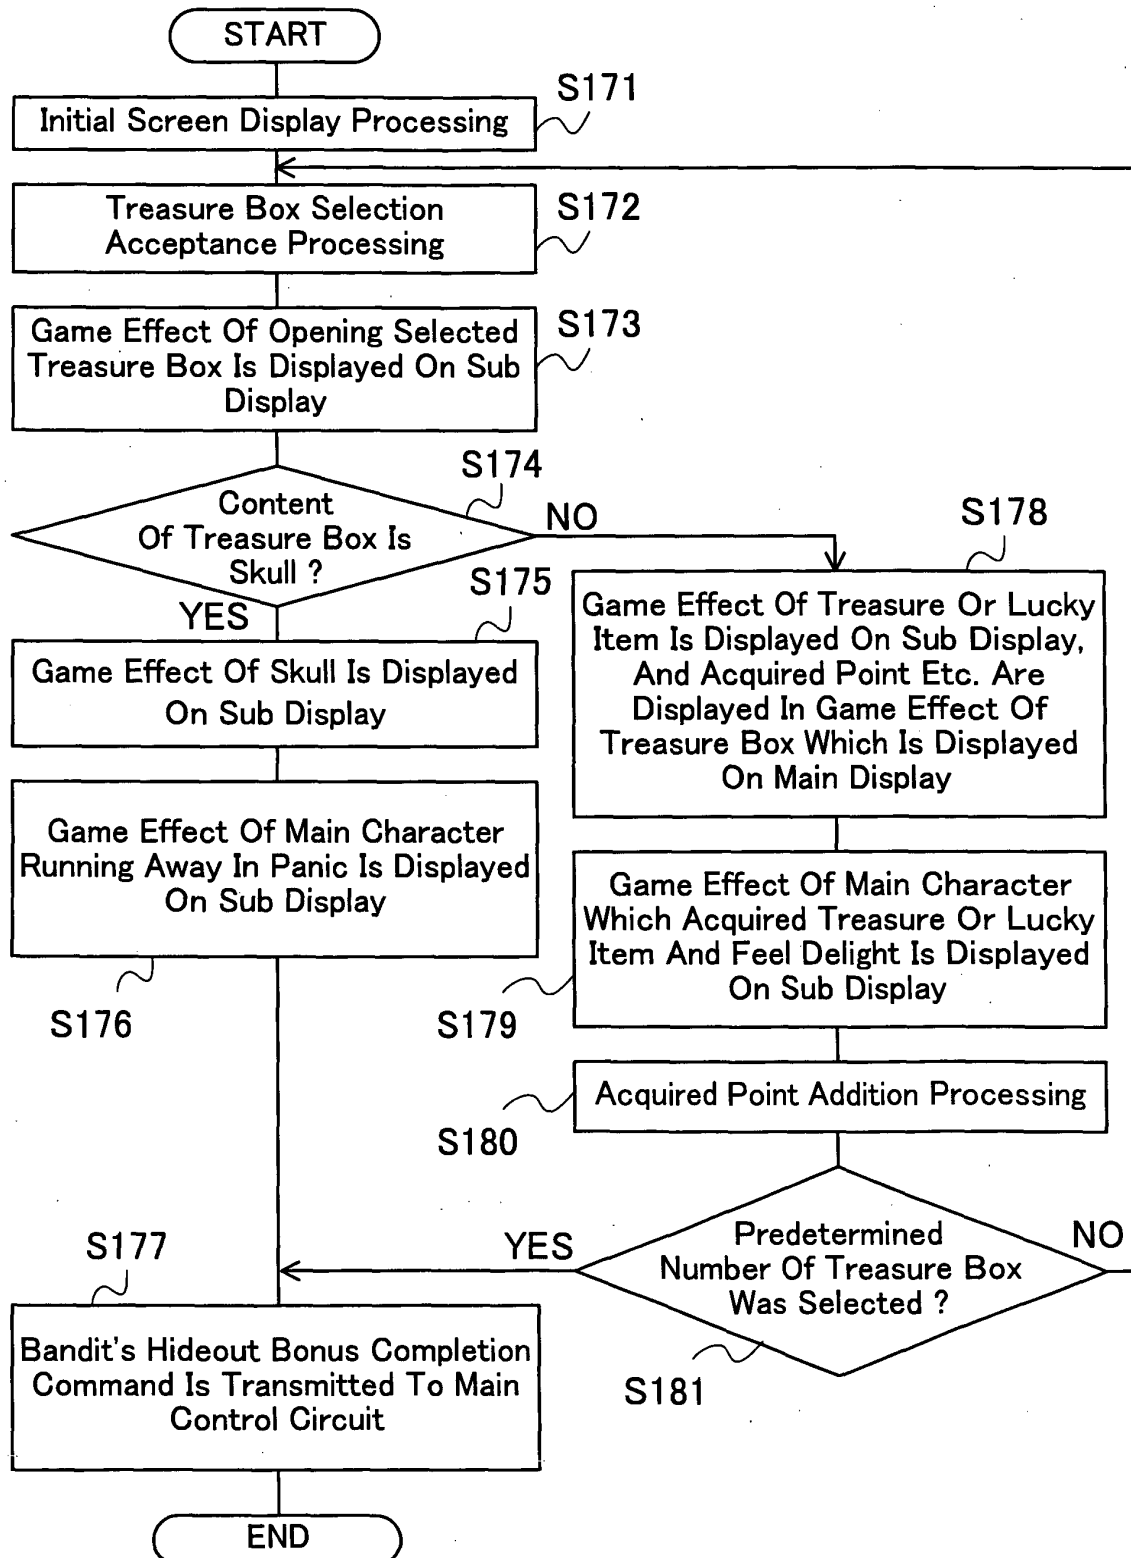 START
S171
Initial Screen Display Processing
S172
Treasure Box Selection
Acceptance Processing
S173
Game Effect Of Opening Selected
Treasure Box Is Displayed On Sub
Display
S174
Content
Of Treasure Box Is
Skull ?
NO
YES
S175
Game Effect Of Skull Is Displayed
On Sub Display
Game Effect Of Main Character
Running Away In Panic Is Displayed
On Sub Display
S176
S178
Game Effect Of Treasure Or Lucky
Item Is Displayed On Sub Display,
And Acquired Point Etc. Are
Displayed In Game Effect Of
Treasure Box Which Is Displayed
On Main Display
Game Effect Of Main Character
Which Acquired Treasure Or Lucky
Item And Feel Delight Is Displayed
On Sub Display
S179
Acquired Point Addition Processing
S180
Predetermined
Number Of Treasure Box
Was Selected ?
YES
NO
S181
S177
Bandit's Hideout Bonus Completion
Command Is Transmitted To Main
Control Circuit
END